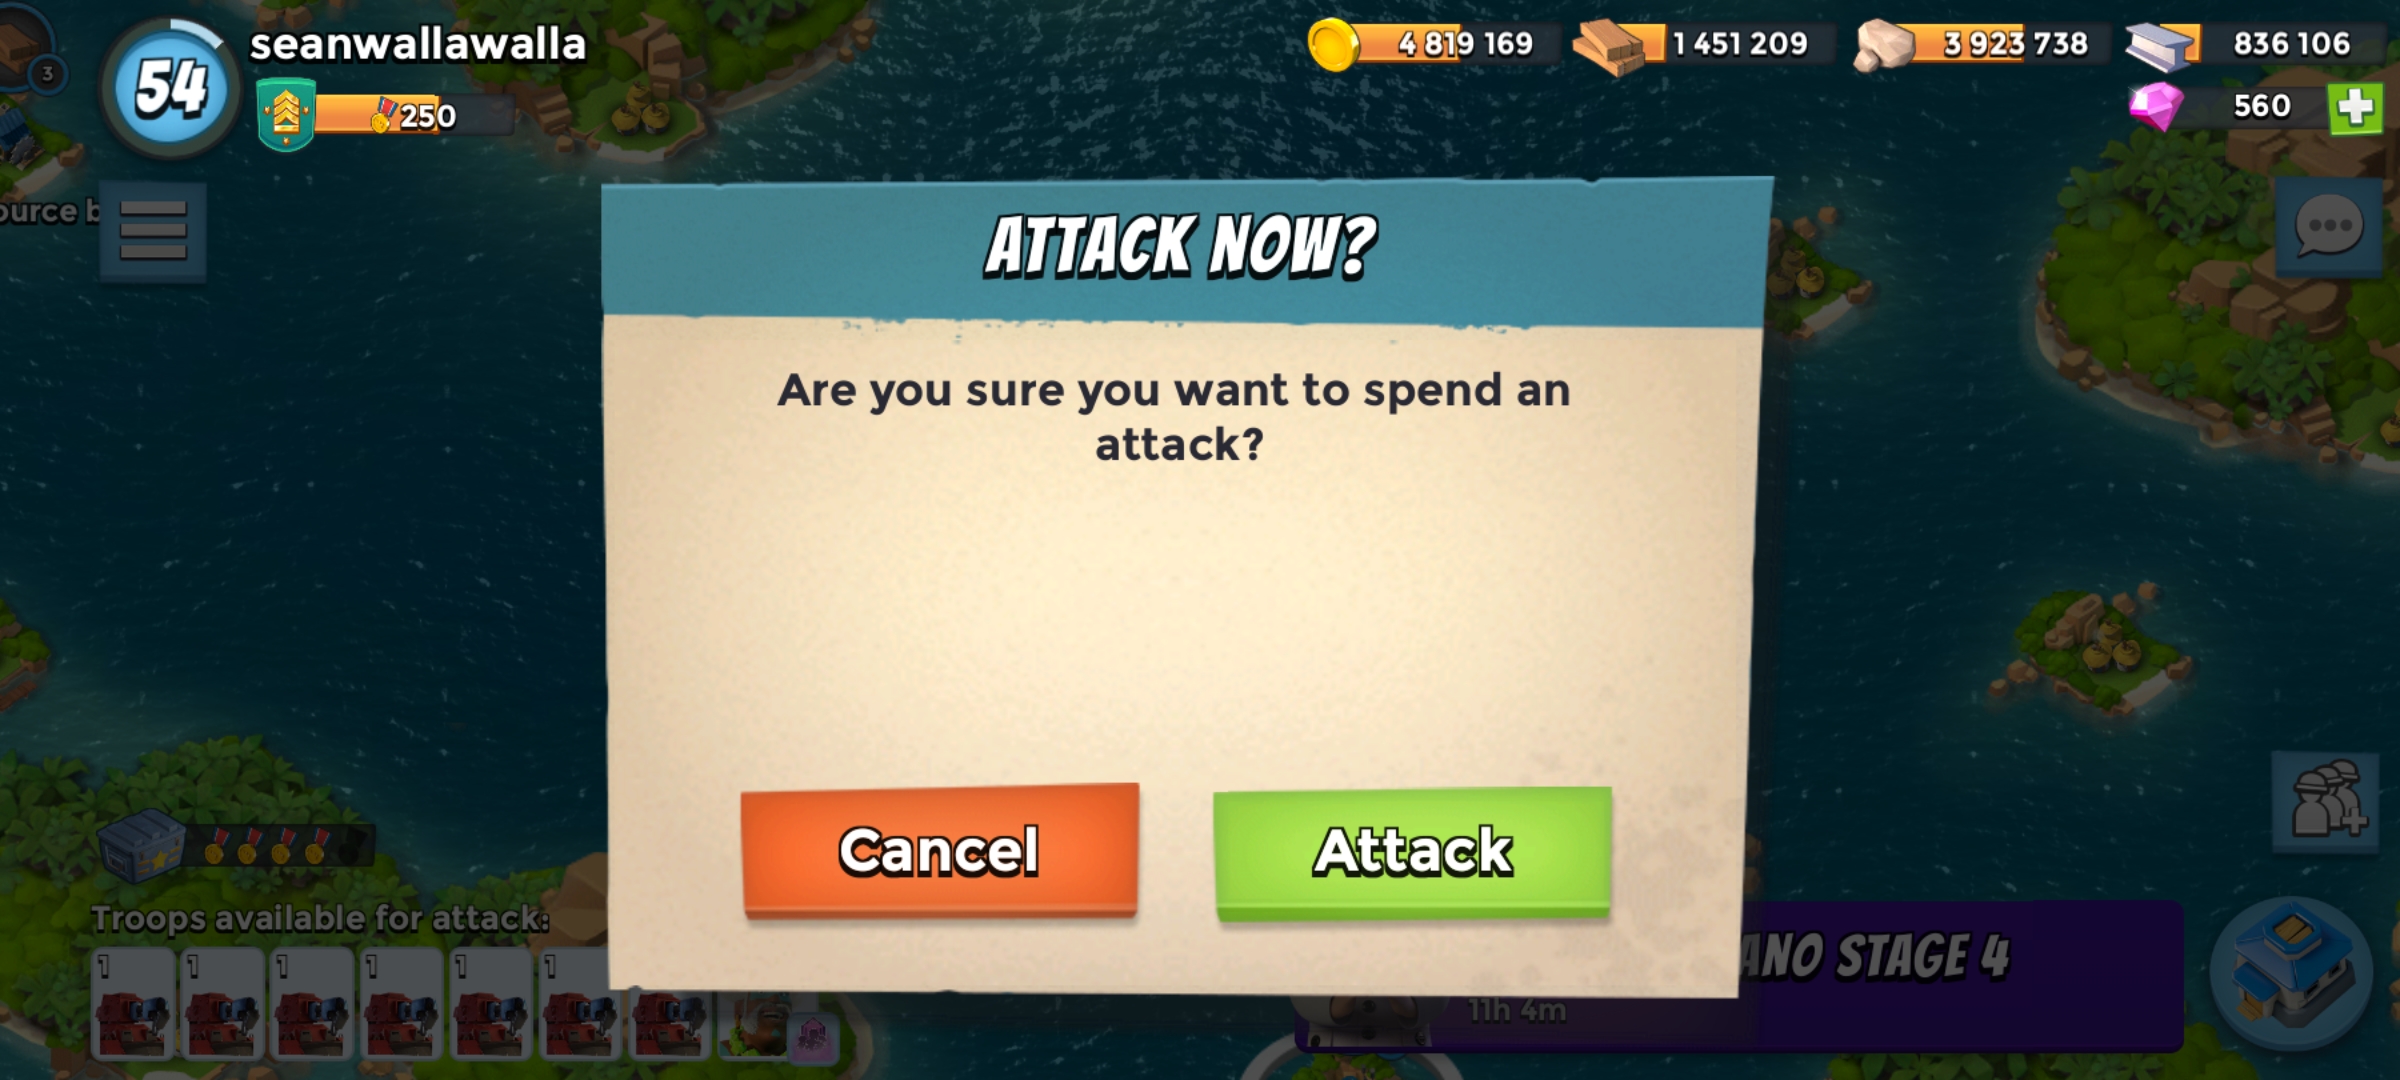 3
54
seanwallawalla
250
4 819 169
1 451 209
3 923 738
836 106
560
ource b
ATTACK NOW?
Are you sure you want to spend an
attack?
Cancel
Attack
Troops available for attack:
1 1 1 1 1 1
ANO STAGE 4
11h 4m